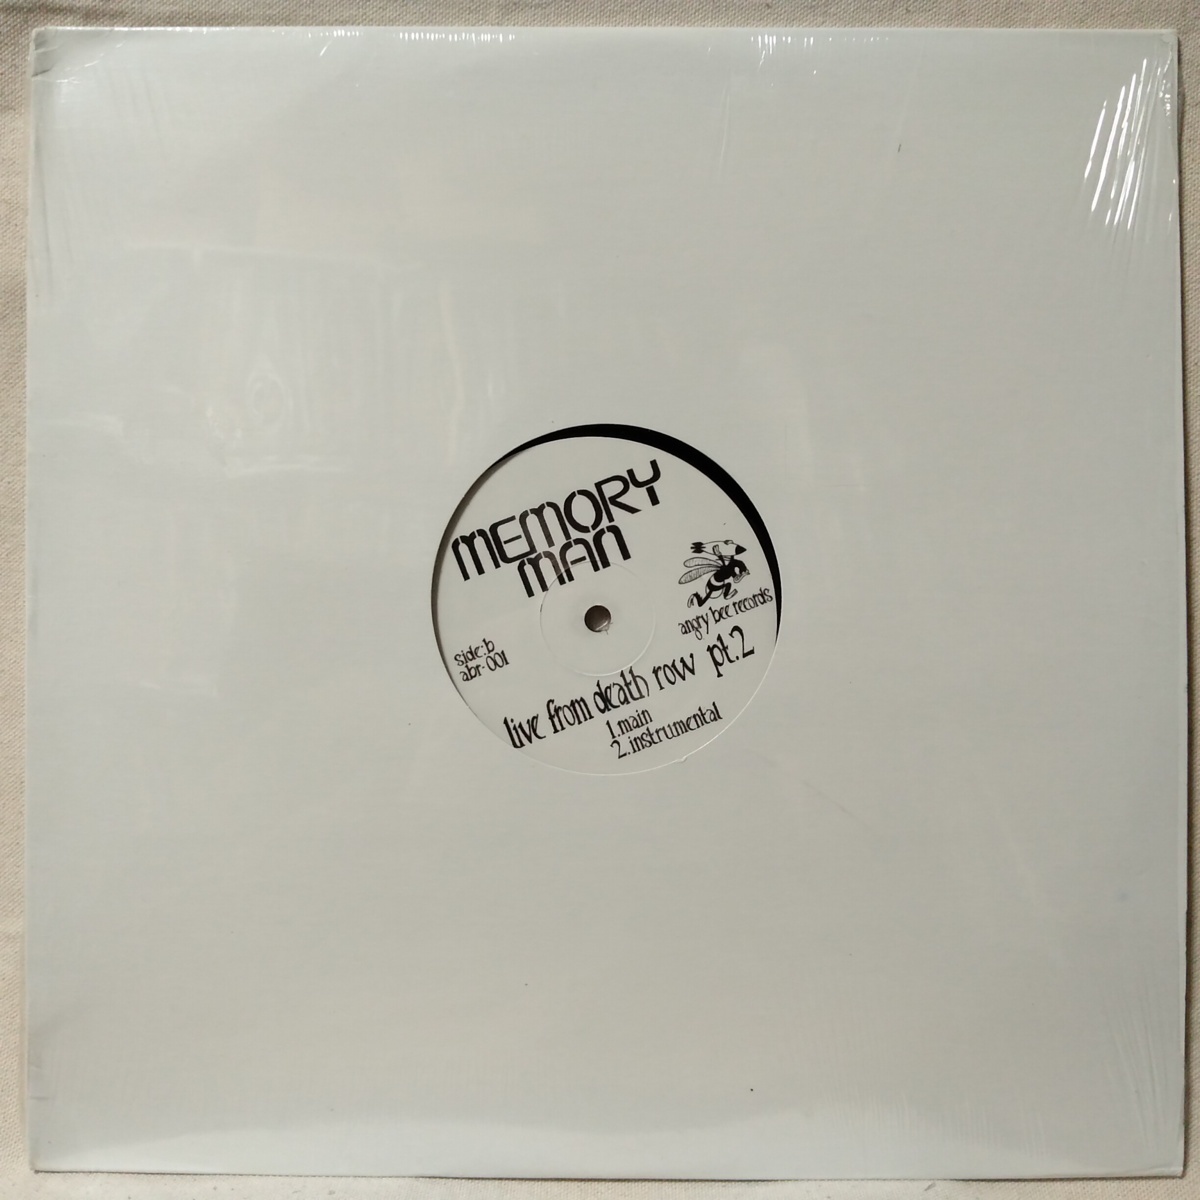 MEMORY
MAN
angry bee records
side:b
abr-001
live from death row pt.2
1.main
2.instrumental